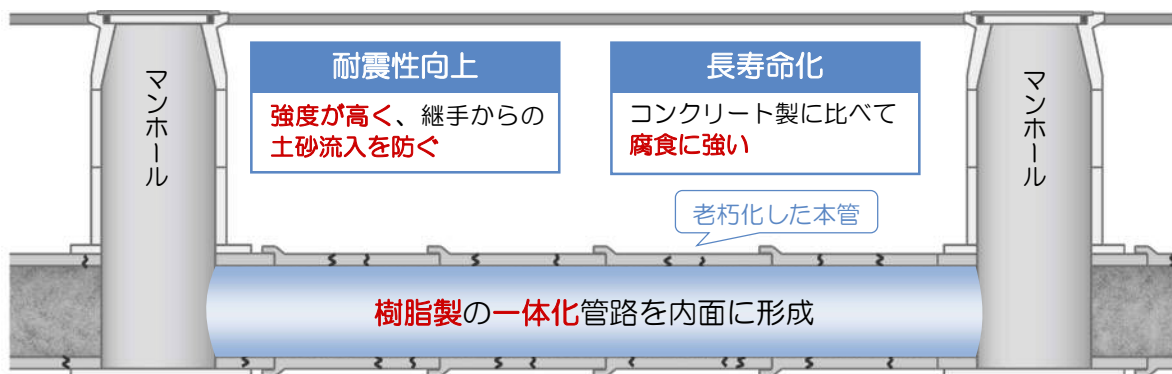 マンホール
耐震性向上
強度が高く、継手からの
土砂流入を防ぐ
長寿命化
コンクリート製に比べて
腐食に強い
マンホール
老朽化した本管
樹脂製の一体化管路を内面に形成